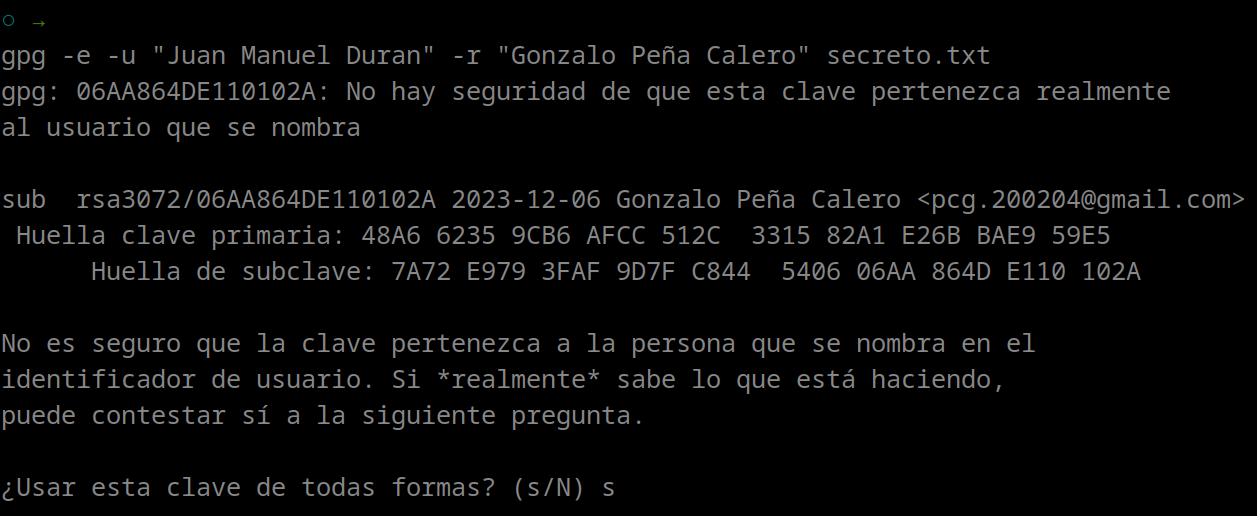 ○ →
gpg -e -u "Juan Manuel Duran" -r "Gonzalo Peña Calero" secreto.txt
gpg: 06AA864DE110102A: No hay seguridad de que esta clave pertenezca realmente
al usuario que se nombra
sub  rsa3072/06AA864DE110102A 2023-12-06 Gonzalo Peña Calero <pcg.200204@gmail.com>
 Huella clave primaria: 48A6 6235 9CB6 AFCC 512C  3315 82A1 E26B BAE9 59E5
      Huella de subclave: 7A72 E979 3FAF 9D7F C844  5406 06AA 864D E110 102A
No es seguro que la clave pertenezca a la persona que se nombra en el
identificador de usuario. Si *realmente* sabe lo que está haciendo,
puede contestar sí a la siguiente pregunta.
¿Usar esta clave de todas formas? (s/N) s